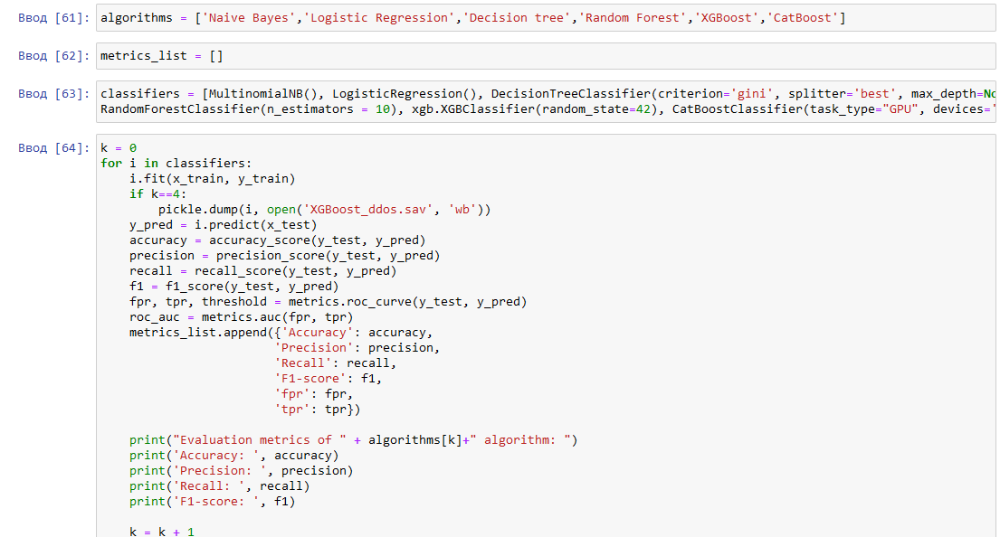 Ввод [61]: algorithms = ['Naive Bayes','Logistic Regression','Decision tree','Random Forest','XGBoost','CatBoost']
Ввод [62]: metrics_list = []
Ввод [63]: classifiers = [MultinomialNB(), LogisticRegression(), DecisionTreeClassifier(criterion='gini', splitter='best', max_depth=
RandomForestClassifier(n_estimators = 10), xgb.XGBClassifier(random_state=42), CatBoostClassifier(task_type="GPU", devices='
Ввод [64]: k = 0
for i in classifiers:
    i.fit(x_train, y_train)
    if k==4:
        pickle.dump(i, open('XGBoost_ddos.sav', 'wb'))
    y_pred = i.predict(x_test)
    accuracy = accuracy_score(y_test, y_pred)
    precision = precision_score(y_test, y_pred)
    recall = recall_score(y_test, y_pred)
    f1 = f1_score(y_test, y_pred)
    fpr, tpr, threshold = metrics.roc_curve(y_test, y_pred)
    roc_auc = metrics.auc(fpr, tpr)
    metrics_list.append({'Accuracy': accuracy,
                        'Precision': precision,
                        'Recall': recall,
                        'F1-score': f1,
                        'fpr': fpr,
                        'tpr': tpr})
    print("Evaluation metrics of " + algorithms[k]+" algorithm: ")
    print('Accuracy: ', accuracy)
    print('Precision: ', precision)
    print('Recall: ', recall)
    print('F1-score: ', f1)
    k = k + 1